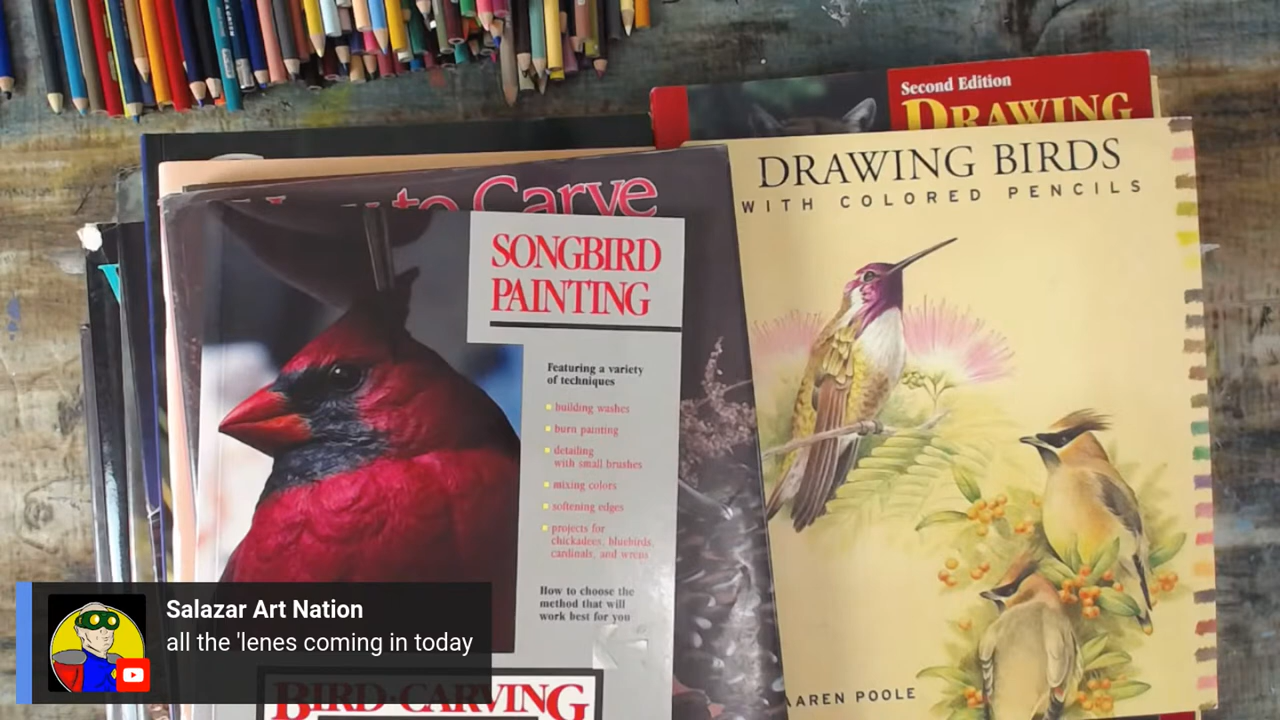 Second Edition
DRAWING
DRAWING BIRDS
WITH COLORED PENCILS
to Carve
SONGBIRD
PAINTING
Featuring a variety
of techniques
building washes
burn painting
detailing
with small brushes
mixing colors
softening edges
projects for
chickadees, bluebirds,
cardinals, and wrens
How to choose the
method that will
work best for you
BIRD CARVING
POOLE
Salazar Art Nation
all the 'lenes coming in today